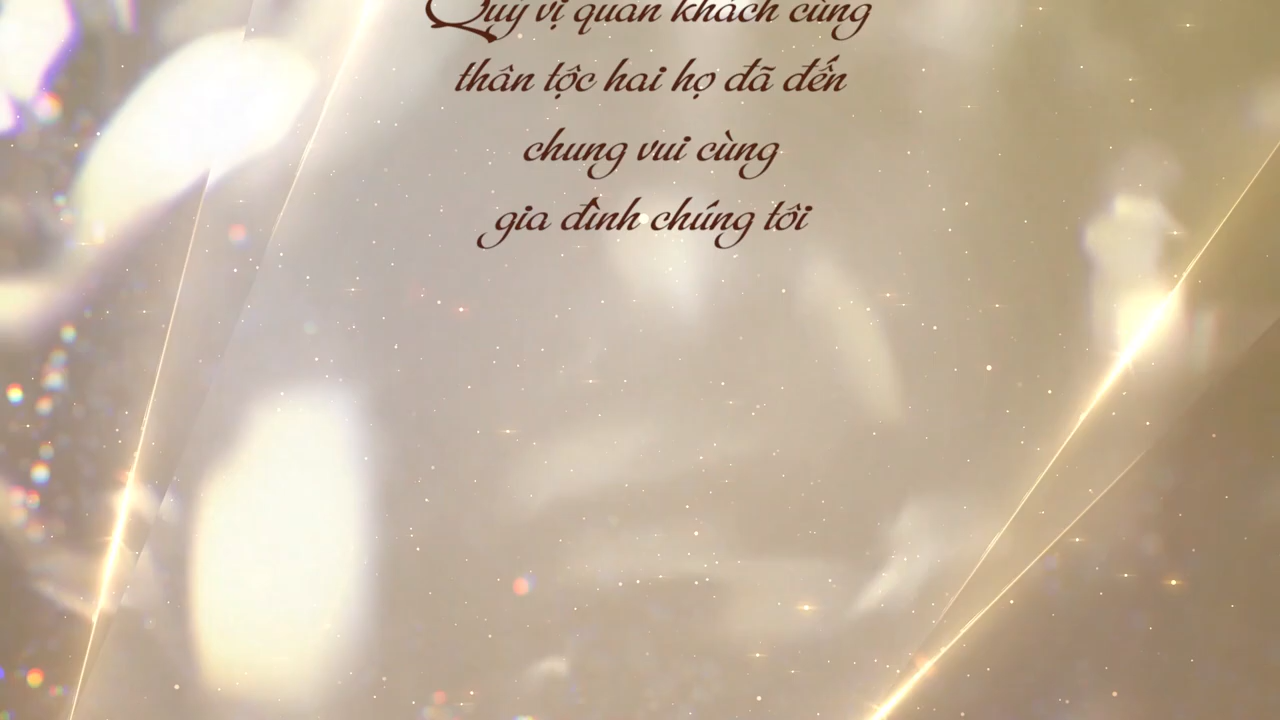 Quý vị quan khách cùng
thân tộc hai họ đã đến
chung vui cùng
gia đình chúng tôi